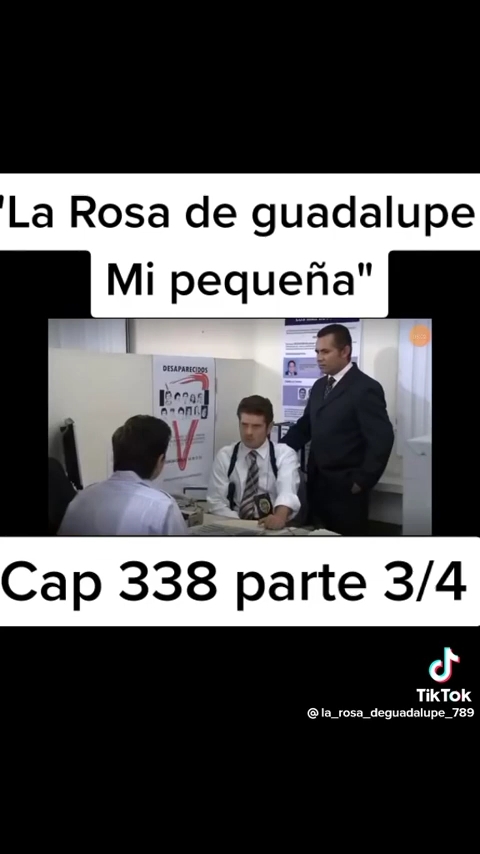 "La Rosa de guadalupe
Mi pequeña"
DESAPARECIDOS
Cap 338 parte 3/4
TikTok
@la_rosa_deguadalupe_789